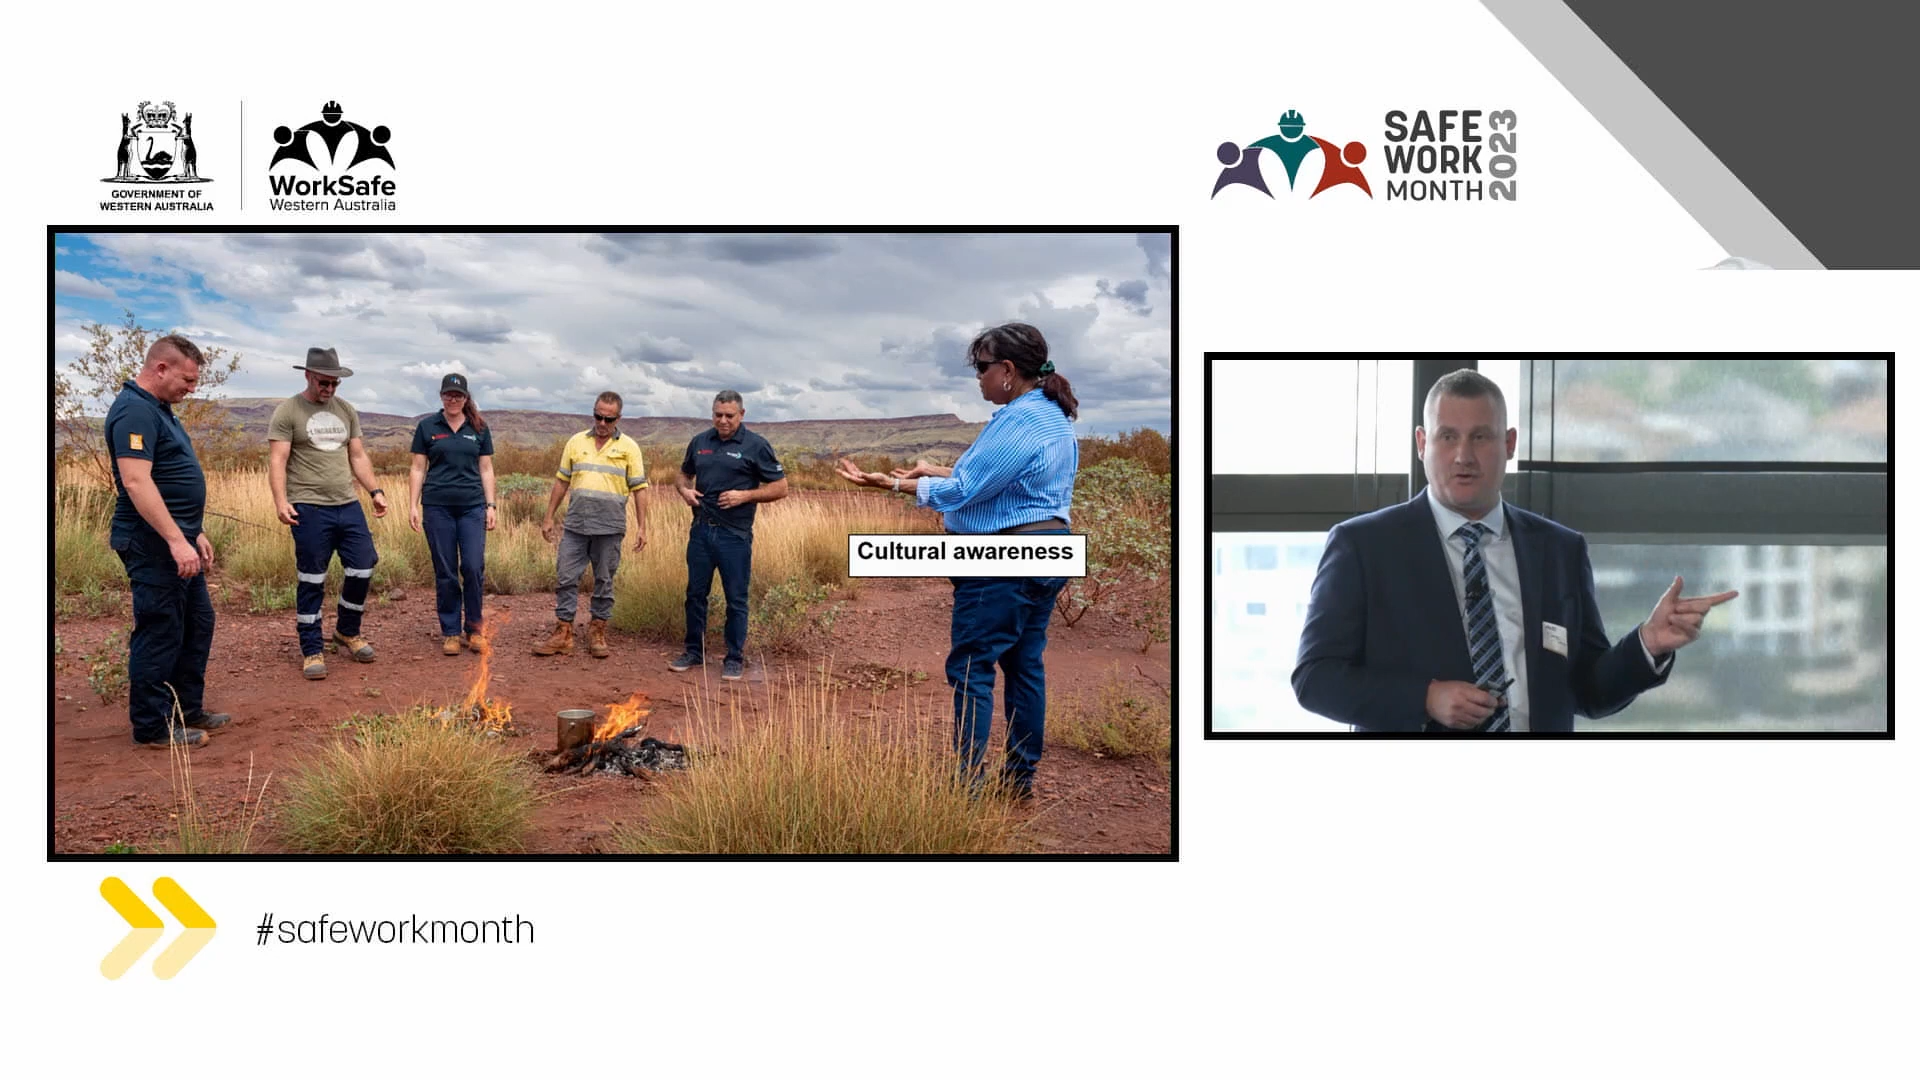 GOVERNMENT OF
WESTERN AUSTRALIA
WorkSafe
Western Australia
SAFE
WORK
MONTH
2023
Cultural awareness
#safeworkmonth